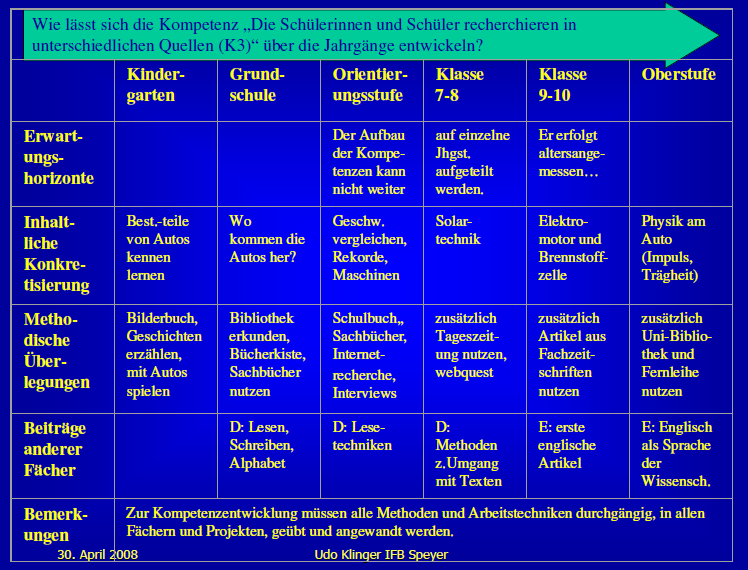 Wie lässt sich die Kompetenz „Die Schülerinnen und Schüler recherchieren in
unterschiedlichen Quellen (K3)“ über die Jahrgänge entwickeln?
Kinder-
garten
Grund-
schule
Orientier-
ungsstufe
Klasse
7-8
Klasse
9-10
Oberstufe
Erwart-
ungs-
horizonte
Der Aufbau
der Kompe-
tenzen kann
nicht weiter
auf einzelne
Jhgst.
aufgeteilt
werden.
Er erfolgt
altersange-
messen…
Inhalt-
liche
Konkre-
tisierung
Best.-teile
von Autos
kennen
lernen
Wo
kommen die
Autos her?
Geschw.
vergleichen,
Rekorde,
Maschinen
Solar-
technik
Elektro-
motor und
Brennstoff-
zelle
Physik am
Auto
(Impuls,
Trägheit)
Metho-
dische
Über-
legungen
Bilderbuch,
Geschichten
erzählen,
mit Autos
spielen
Bibliothek
erkunden,
Bücherkiste,
Sachbücher
nutzen
Schulbuch,,
Sachbücher,
Internet-
recherche,
Interviews
zusätzlich
Tageszeit-
ung nutzen,
webquest
zusätzlich
Artikel aus
Fachzeit-
schriften
nutzen
zusätzlich
Uni-Biblio-
thek und
Fernleihe
nutzen
Beiträge
anderer
Fächer
D: Lesen,
Schreiben,
Alphabet
D: Lese-
techniken
D:
Methoden
z.Umgang
mit Texten
E: erste
englische
Artikel
E: Englisch
als Sprache
der
Wissensch.
Bemerk-
ungen
Zur Kompetenzentwicklung müssen alle Methoden und Arbeitstechniken durchgängig, in allen
Fächern und Projekten, geübt und angewandt werden.
30. April 2008
Udo Klinger IFB Speyer